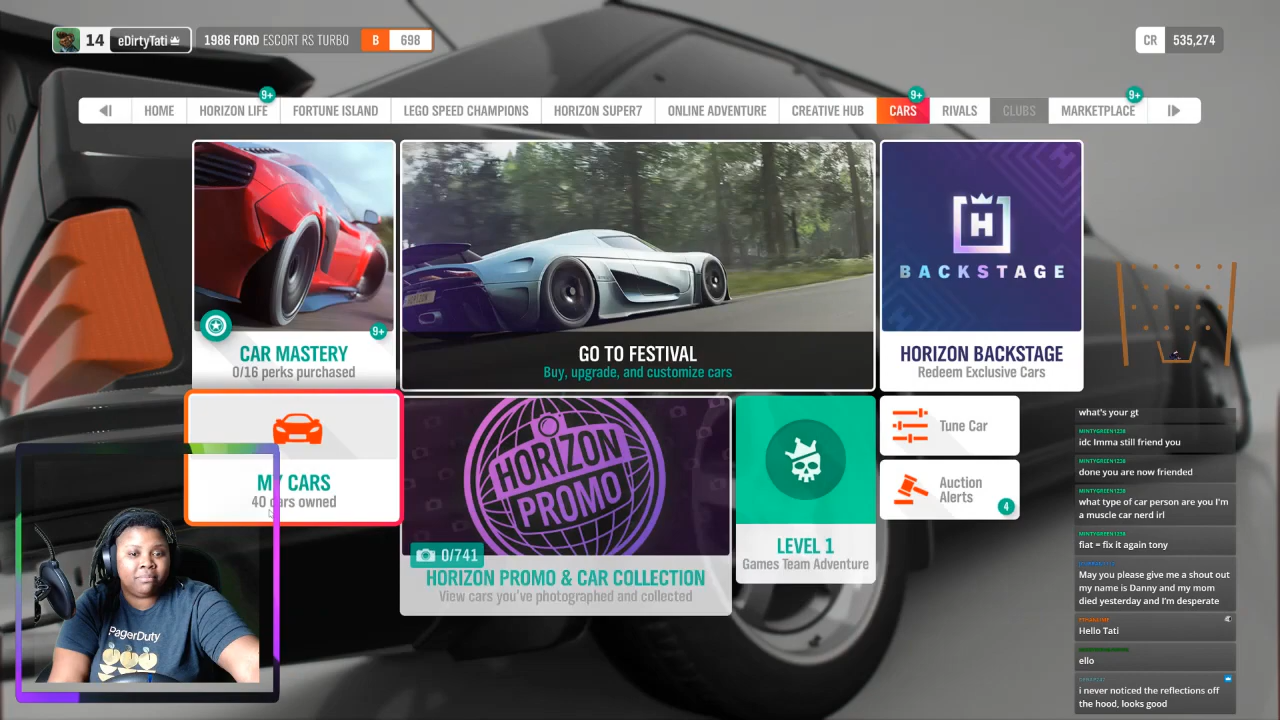 14 eDirtyTati
1986 FORD ESCORT RS TURBO B 698
CR 535,274
HOME
HORIZON LIFE 9+
FORTUNE ISLAND
LEGO SPEED CHAMPIONS
HORIZON SUPER7
ONLINE ADVENTURE
CREATIVE HUB
CARS 9+
RIVALS
CLUBS
MARKETPLACE 9+
9+
CAR MASTERY
0/16 perks purchased
HORIZON
GO TO FESTIVAL
Buy, upgrade, and customize cars
H
BACKSTAGE
HORIZON BACKSTAGE
Redeem Exclusive Cars
MY CARS
40 cars owned
HORIZON
PROMO
0/741
HORIZON PROMO & CAR COLLECTION
View cars you've photographed and collected
LEVEL 1
Games Team Adventure
Tune Car
Auction
Alerts
4
PagerDuty
what's your gt
MINTYGREEN1238
idc Imma still friend you
MINTYGREEN1238
done you are now friended
MINTYGREEN1238
what type of car person are you I'm
a muscle car nerd irl
MINTYGREEN1238
fiat = fix it again tony
May you please give me a shout out
my name is Danny and my mom
died yesterday and I'm desperate
Hello Tati
ello
i never noticed the reflections off
the hood, looks good